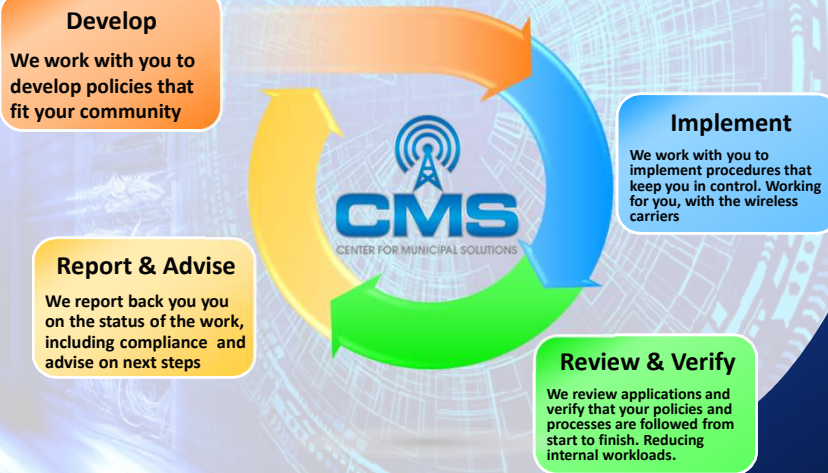 Develop
We work with you to
develop policies that
fit your community
Implement
We work with you to
implement procedures that
keep you in control. Working
for you, with the wireless
carriers
CMS
CENTER FOR MUNICIPAL SOLUTIONS
Report & Advise
We report back you you
on the status of the work,
including compliance and
advise on next steps
Review & Verify
We review applications and
verify that your policies and
processes are followed from
start to finish. Reducing
internal workloads.